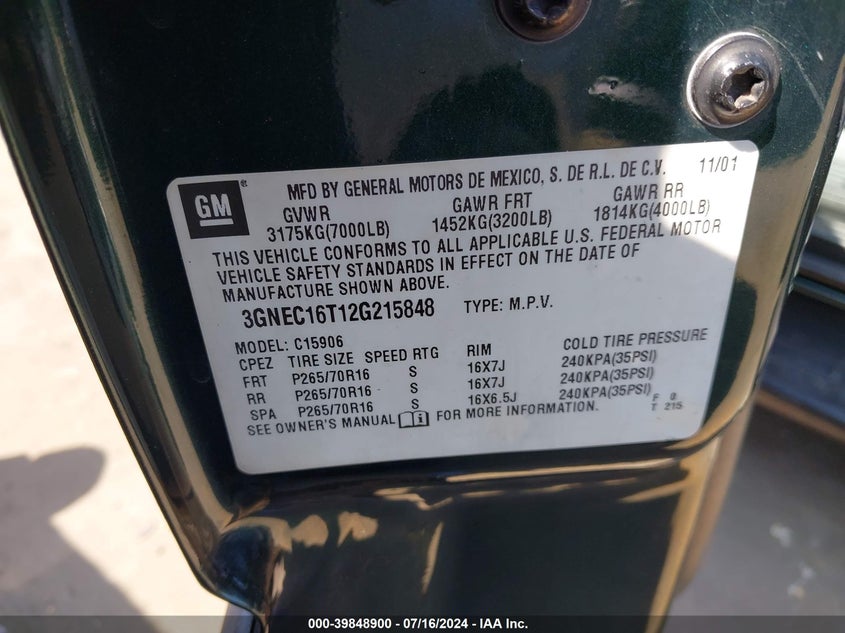 GM ®
MFD BY GENERAL MOTORS DE MEXICO, S. DE R.L. DE C.V. 11/01
GVWR GAWR FRT GAWR RR
3175KG(7000LB) 1452KG(3200LB) 1814KG(4000LB)
THIS VEHICLE CONFORMS TO ALL APPLICABLE U.S. FEDERAL MOTOR
VEHICLE SAFETY STANDARDS IN EFFECT ON THE DATE OF
MANUFACTURE SHOWN ABOVE.
3GNEC16T12G215848 TYPE: M.P.V.
MODEL: C15906
CPEZ TIRE SIZE SPEED RTG RIM COLD TIRE PRESSURE
FRT P265/70R16 S 16X7J 240KPA(35PSI)
RR P265/70R16 S 16X7J 240KPA(35PSI)
SPA P265/70R16 S 16X6.5J 240KPA(35PSI)
SEE OWNER'S MANUAL FOR MORE INFORMATION.
F 0
T 215
000-39848900 / 07/16/2024 / IAA Inc.